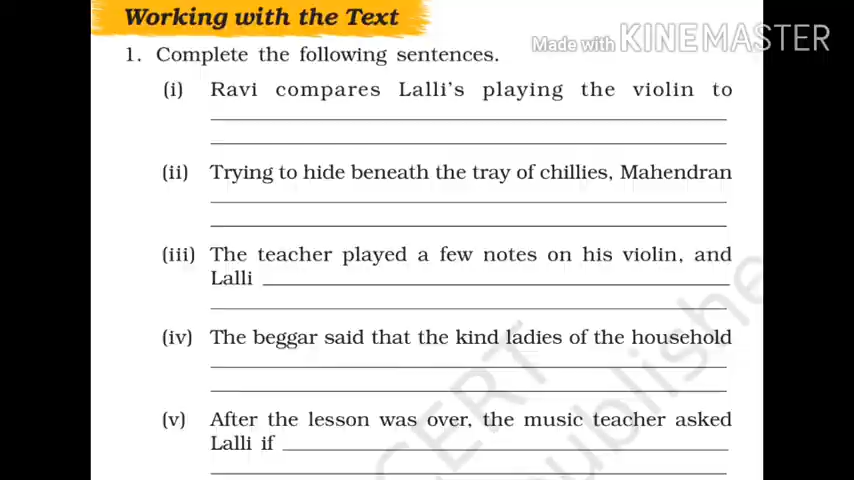 Working with the Text
Made with KINEMASTER
1. Complete the following sentences.
(i) Ravi compares Lalli's playing the violin to
(ii) Trying to hide beneath the tray of chillies, Mahendran
(iii) The teacher played a few notes on his violin, and
Lalli
(iv) The beggar said that the kind ladies of the household
(v) After the lesson was over, the music teacher asked
Lalli if